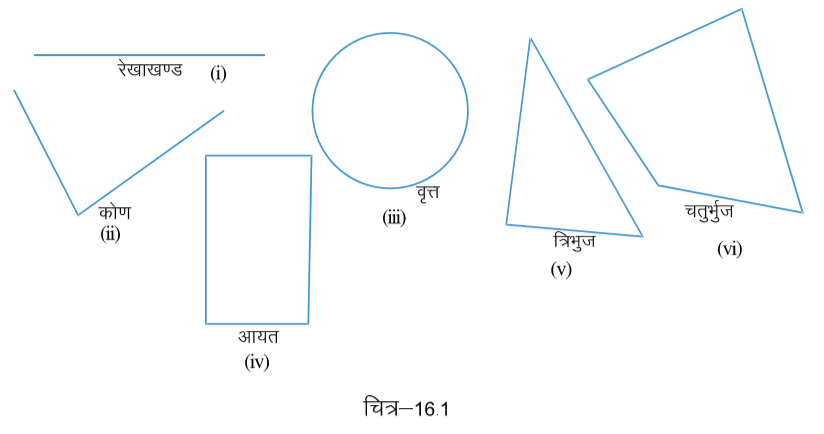 रेखाखण्ड (i)
कोण
(ii)
वृत्त
(iii)
आयत
(iv)
त्रिभुज
(v)
चतुर्भुज
(vi)
चित्र–16.1